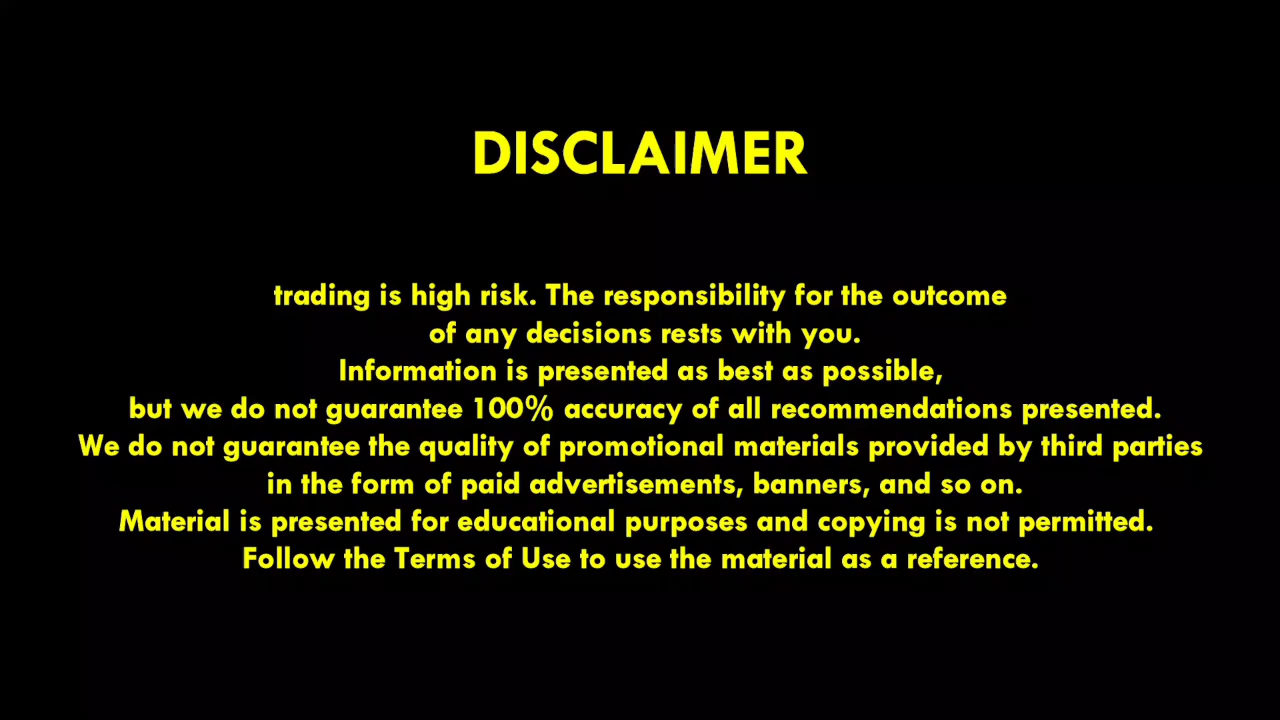 DISCLAIMER
trading is high risk. The responsibility for the outcome
of any decisions rests with you.
Information is presented as best as possible,
but we do not guarantee 100% accuracy of all recommendations presented.
We do not guarantee the quality of promotional materials provided by third parties
in the form of paid advertisements, banners, and so on.
Material is presented for educational purposes and copying is not permitted.
Follow the Terms of Use to use the material as a reference.